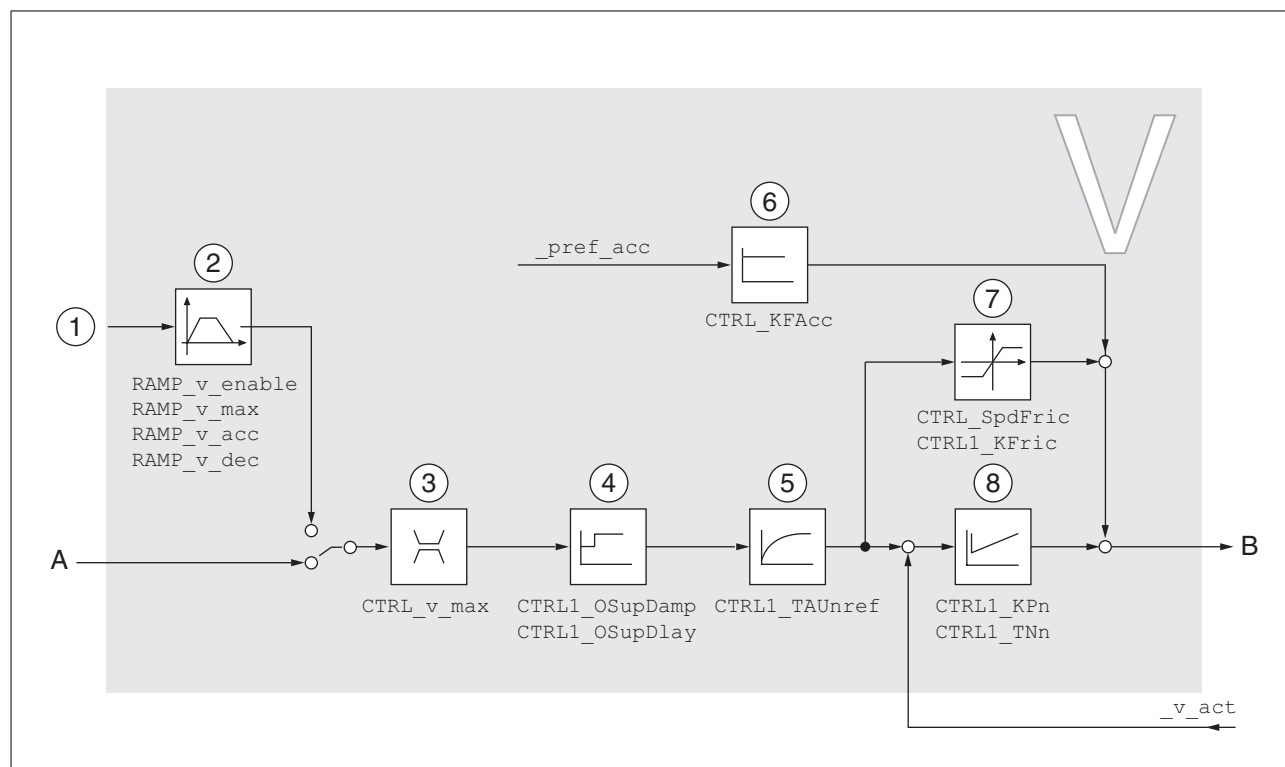 V
6
_pref_acc
2
7
1
CTRL_KFAcc
RAMP_v_enable
RAMP_v_max
RAMP_v_acc
RAMP_v_dec
CTRL_SpdFric
CTRL1_KFric
3
4
5
8
A
B
CTRL_v_max
CTRL1_OSupDamp
CTRL1_OSupDlay
CTRL1_TAUnref
CTRL1_KPn
CTRL1_TNn
_v_act